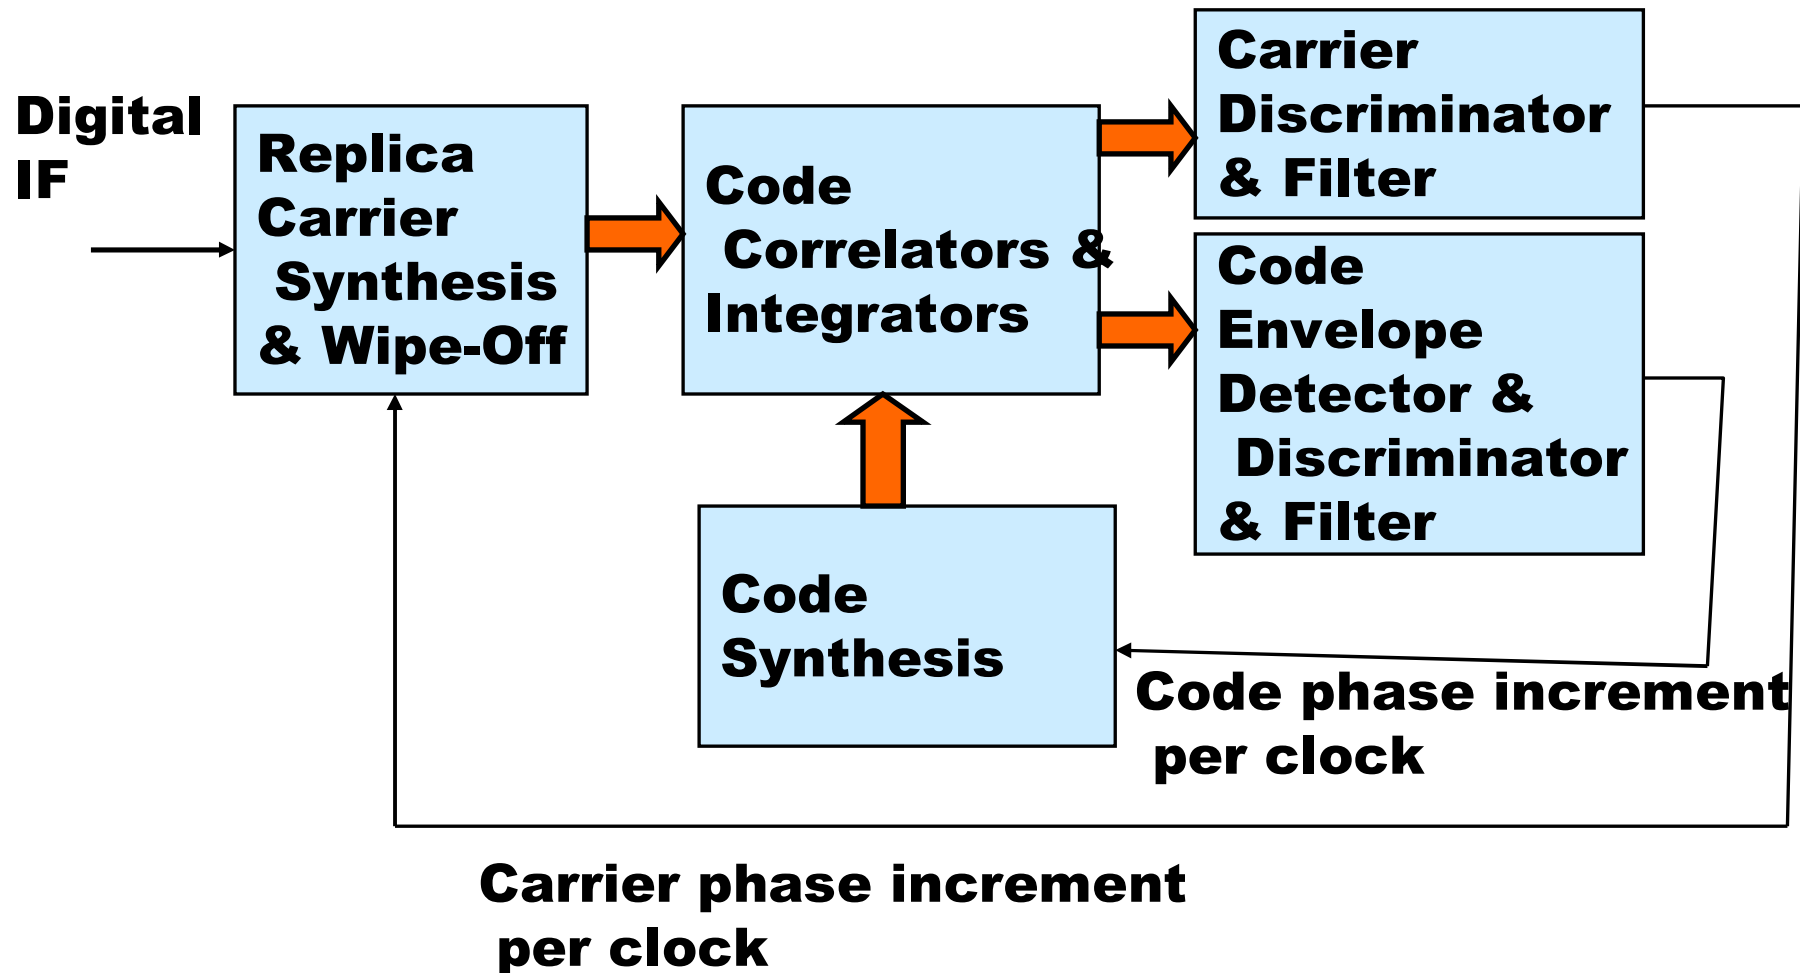 Digital
IF
Replica
Carrier
Synthesis
& Wipe-Off
Code
Correlators &
Integrators
Carrier
Discriminator
& Filter
Code
Envelope
Detector &
Discriminator
& Filter
Code
Synthesis
Code phase increment
per clock
Carrier phase increment
per clock